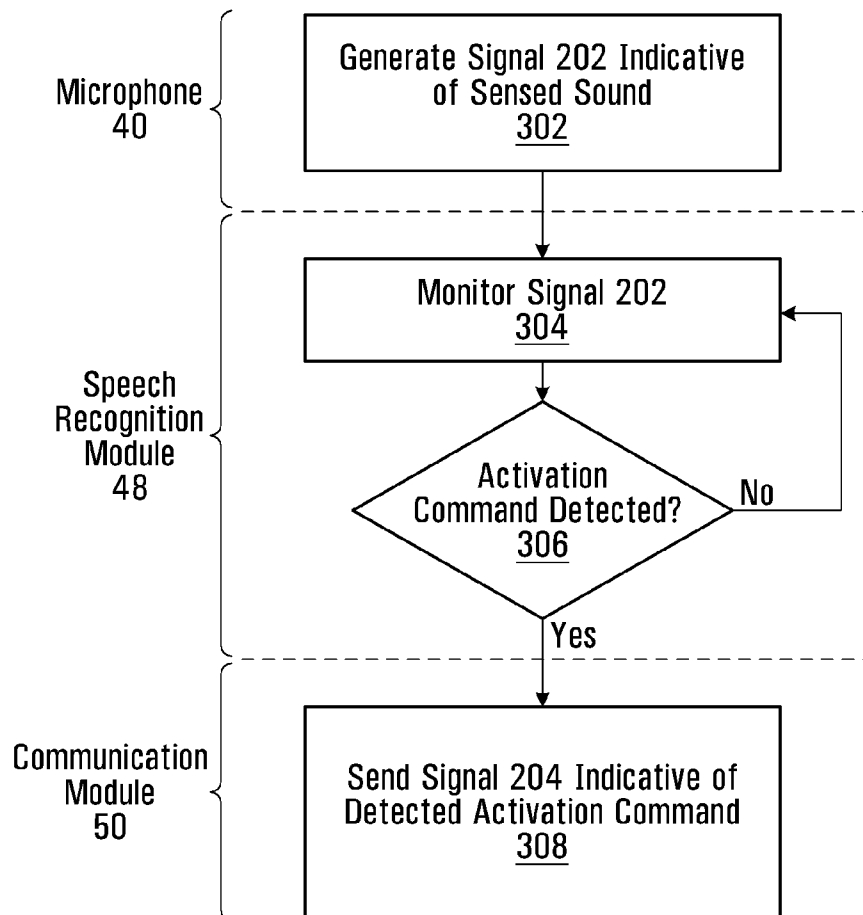 Microphone
40
Generate Signal 202 Indicative
of Sensed Sound
302
Speech
Recognition
Module
48
Monitor Signal 202
304
Activation
Command Detected?
306
No
Yes
Communication
Module
50
Send Signal 204 Indicative of
Detected Activation Command
308